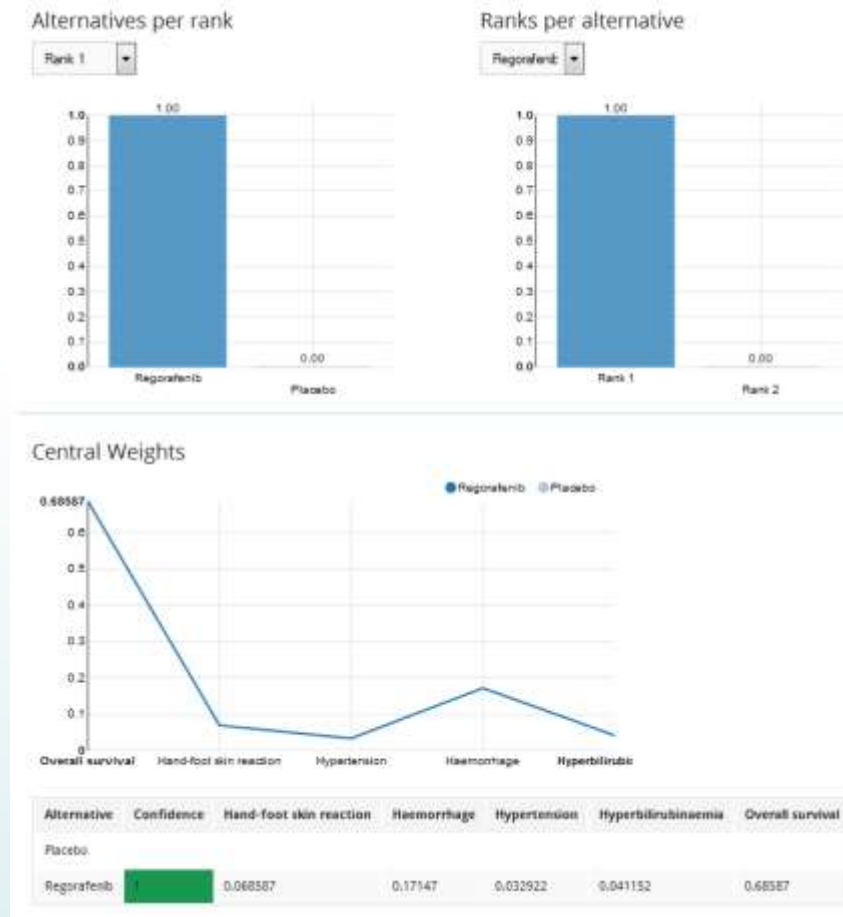 Alternatives per rank
Rank 1
1.00
1.0
0.9
0.8
0.7
0.6
0.5
0.4
0.3
0.2
0.1
0.0
0.00
Regorafenib
Placebo
Ranks per alternative
Regorafenib
1.00
1.0
0.9
0.8
0.7
0.6
0.5
0.4
0.3
0.2
0.1
0.0
0.00
Rank 1
Rank 2
Central Weights
Regorafenib Placebo
0.68587
0.6
0.5
0.4
0.3
0.2
0.1
0
Overall survival Hand-foot skin reaction Hypertension Haemorrhage Hyperbilirubi
Alternative Confidence Hand-foot skin reaction Haemorrhage Hypertension Hyperbilirubinaemia Overall survival
Placebo
Regorafenib 1 0.068587 0.17147 0.032922 0.041152 0.68587